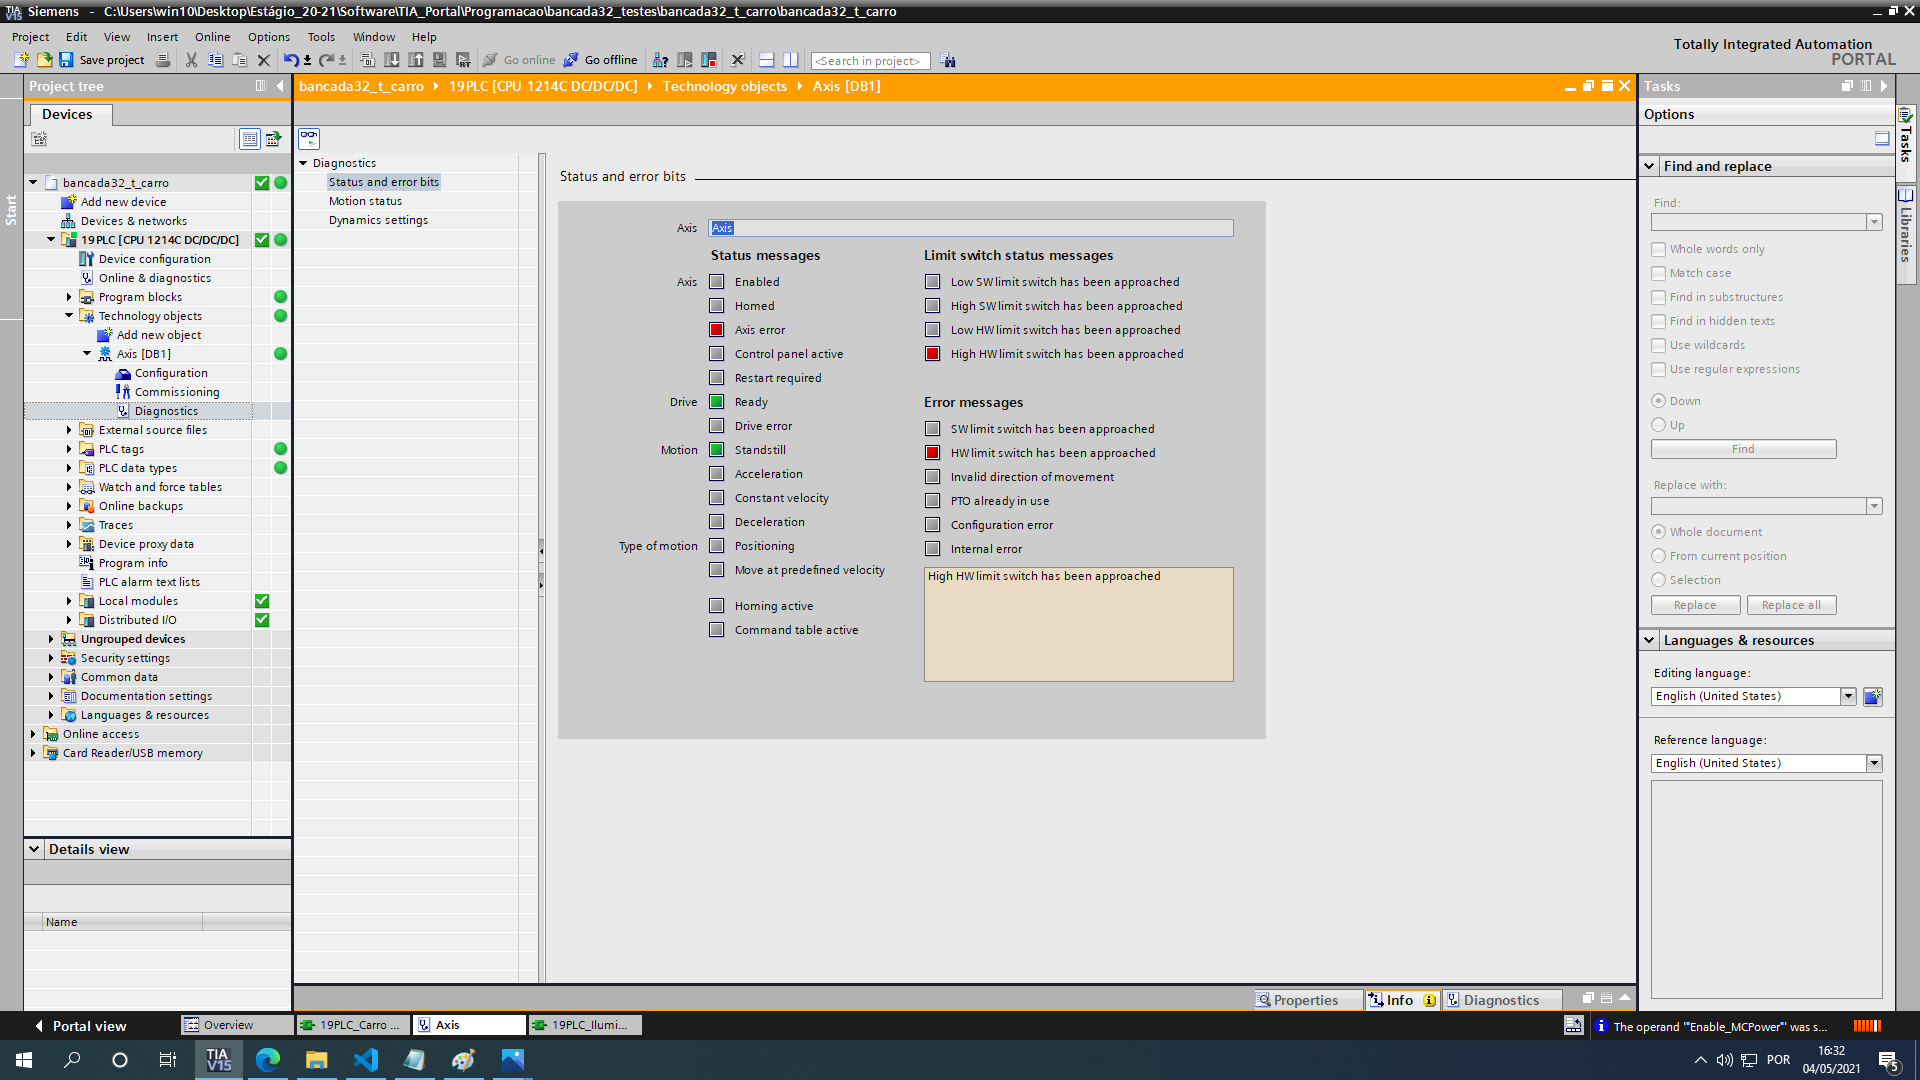 Siemens - C:\Users\win10\Desktop\Estágio_20-21\Software\TIA_Portal\Programacao\bancada32_testes\bancada32_t_carro\bancada32_t_carro
Project Edit View Insert Online Options Tools Window Help
Totally Integrated Automation
PORTAL
Save project
Go online
Go offline
<Search in project>
Project tree
bancada32_t_carro
19PLC [CPU 1214C DC/DC/DC]
Technology objects
Axis [DB1]
Tasks
Devices
Options
Start
bancada32_t_carro
Add new device
Devices & networks
19PLC [CPU 1214C DC/DC/DC]
Device configuration
Online & diagnostics
Program blocks
Technology objects
Add new object
Axis [DB1]
Configuration
Commissioning
Diagnostics
External source files
PLC tags
PLC data types
Watch and force tables
Online backups
Traces
Device proxy data
Program info
PLC alarm text lists
Local modules
Distributed I/O
Ungrouped devices
Security settings
Common data
Documentation settings
Languages & resources
Online access
Card Reader/USB memory
Details view
Name
Diagnostics
Status and error bits
Motion status
Dynamics settings
Status and error bits
Axis
Axis
Status messages
Axis
Enabled
Homed
Axis error
Control panel active
Restart required
Drive
Ready
Drive error
Motion
Standstill
Acceleration
Constant velocity
Deceleration
Type of motion
Positioning
Move at predefined velocity
Homing active
Command table active
Limit switch status messages
Low SW limit switch has been approached
High SW limit switch has been approached
Low HW limit switch has been approached
High HW limit switch has been approached
Error messages
SW limit switch has been approached
HW limit switch has been approached
Invalid direction of movement
PTO already in use
Configuration error
Internal error
High HW limit switch has been approached
Find and replace
Find:
Whole words only
Match case
Find in substructures
Find in hidden texts
Use wildcards
Use regular expressions
Down
Up
Find
Replace with:
Whole document
From current position
Selection
Replace
Replace all
Languages & resources
Editing language:
English (United States)
Reference language:
English (United States)
Tasks
Libraries
Properties
Info
Diagnostics
Portal view
Overview
19PLC_Carro ...
Axis
19PLC_Ilumi...
The operand '"Enable_MCPower"' was s...
TIA
V15
POR
16:32
04/05/2021
5